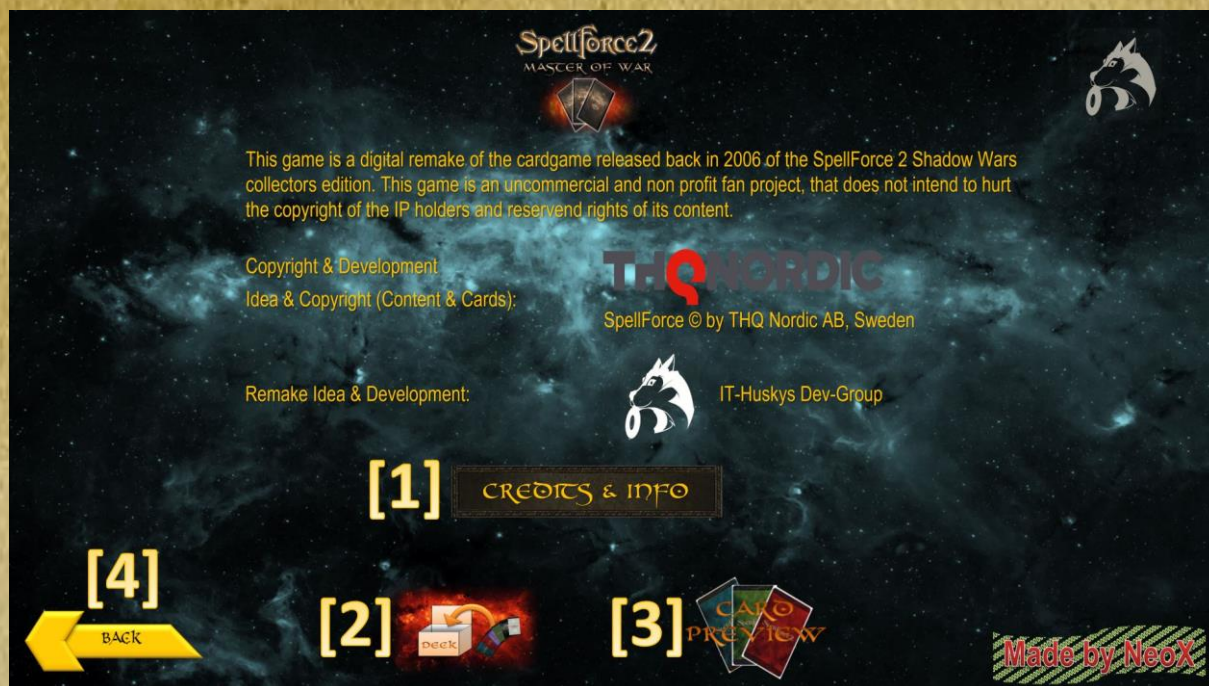 SpellForce 2
MASTER OF WAR
This game is a digital remake of the cardgame released back in 2006 of the SpellForce 2 Shadow Wars
collectors edition. This game is an uncommercial and non profit fan project, that does not intend to hurt
the copyright of the IP holders and reservend rights of its content.
Copyright & Development
THQ NORDIC
Idea & Copyright (Content & Cards):
SpellForce © by THQ Nordic AB, Sweden
Remake Idea & Development:
IT-Huskys Dev-Group
[1] CREDITS & INFO
[4]
BACK
[2] DECK
[3] CARD
PREVIEW
Made by NeoX